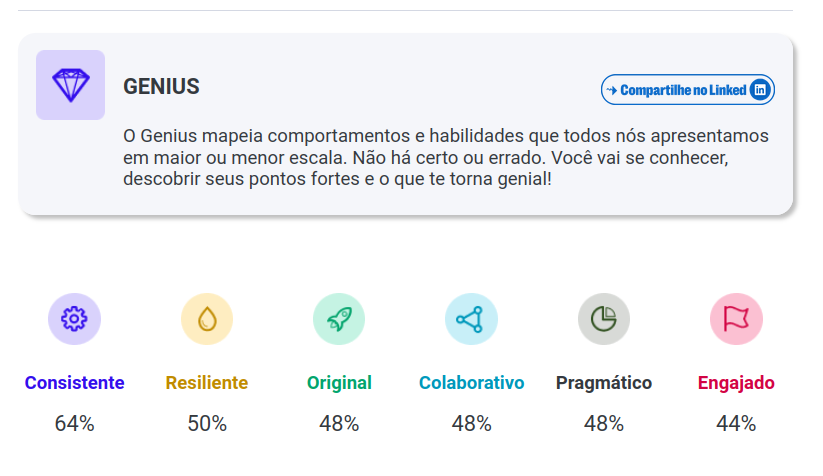 GENIUS
Compartilhe no Linked in
O Genius mapeia comportamentos e habilidades que todos nós apresentamos
em maior ou menor escala. Não há certo ou errado. Você vai se conhecer,
descobrir seus pontos fortes e o que te torna genial!
Consistente Resiliente Original Colaborativo Pragmático Engajado
64% 50% 48% 48% 48% 44%